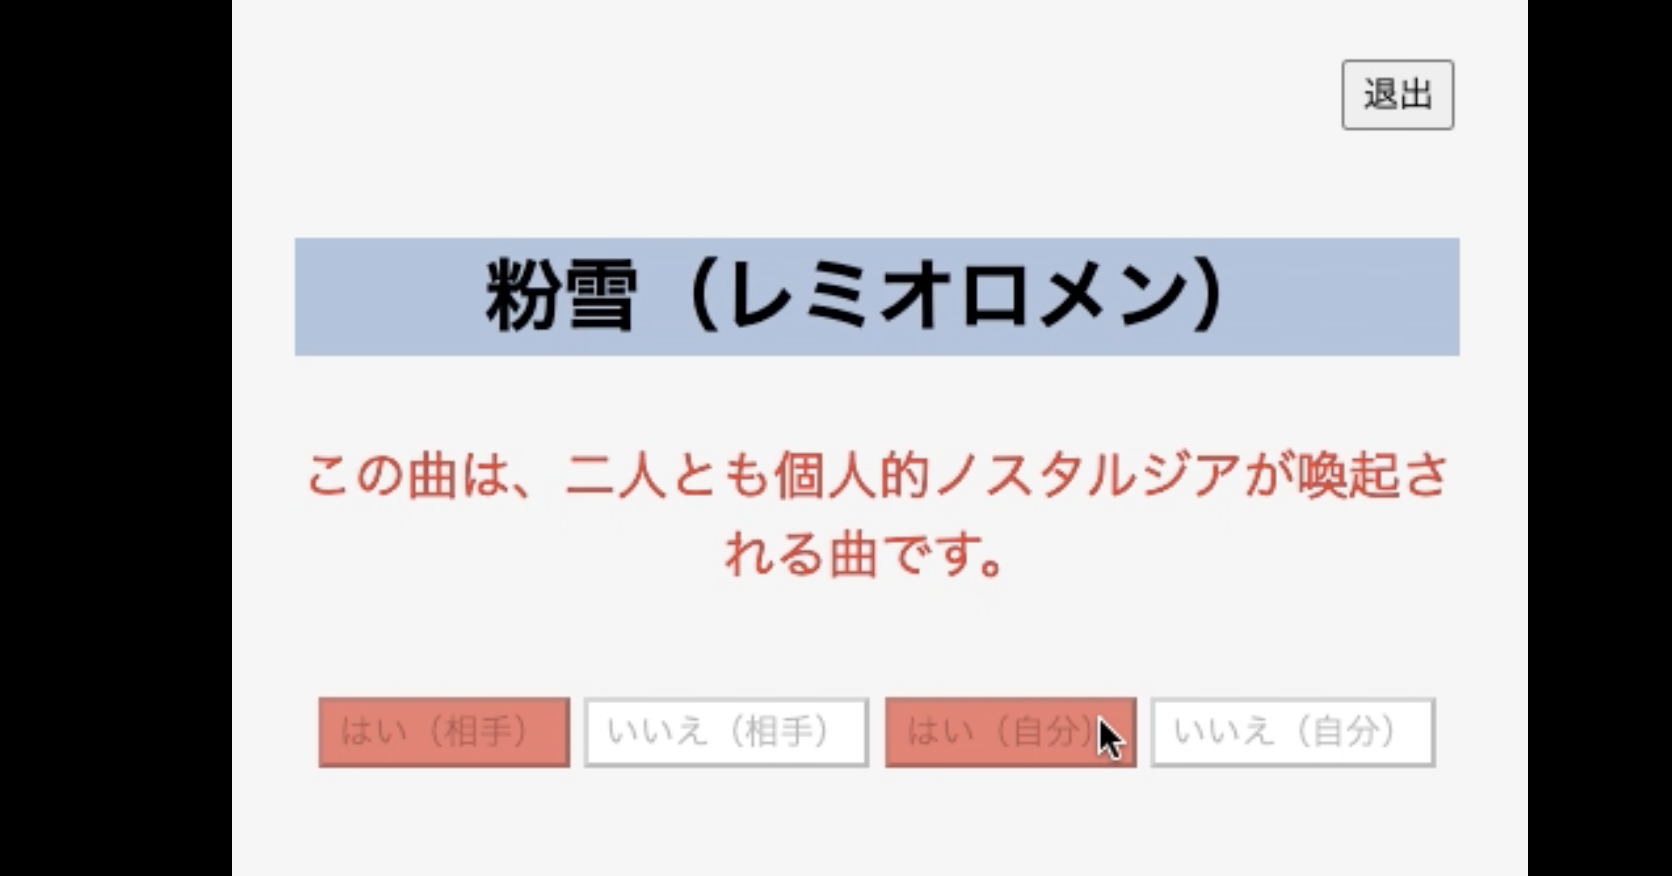 退出
粉雪（レミオロメン）
この曲は、二人とも個人的ノスタルジアが喚起さ
れる曲です。
はい（相手） いいえ（相手） はい（自分） いいえ（自分）